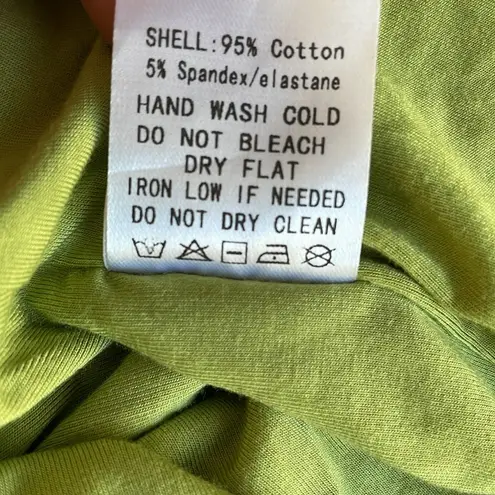 SHELL:95% Cotton
5% Spandex/elastane
HAND WASH COLD
DO NOT BLEACH
DRY FLAT
IRON LOW IF NEEDED
DO NOT DRY CLEAN